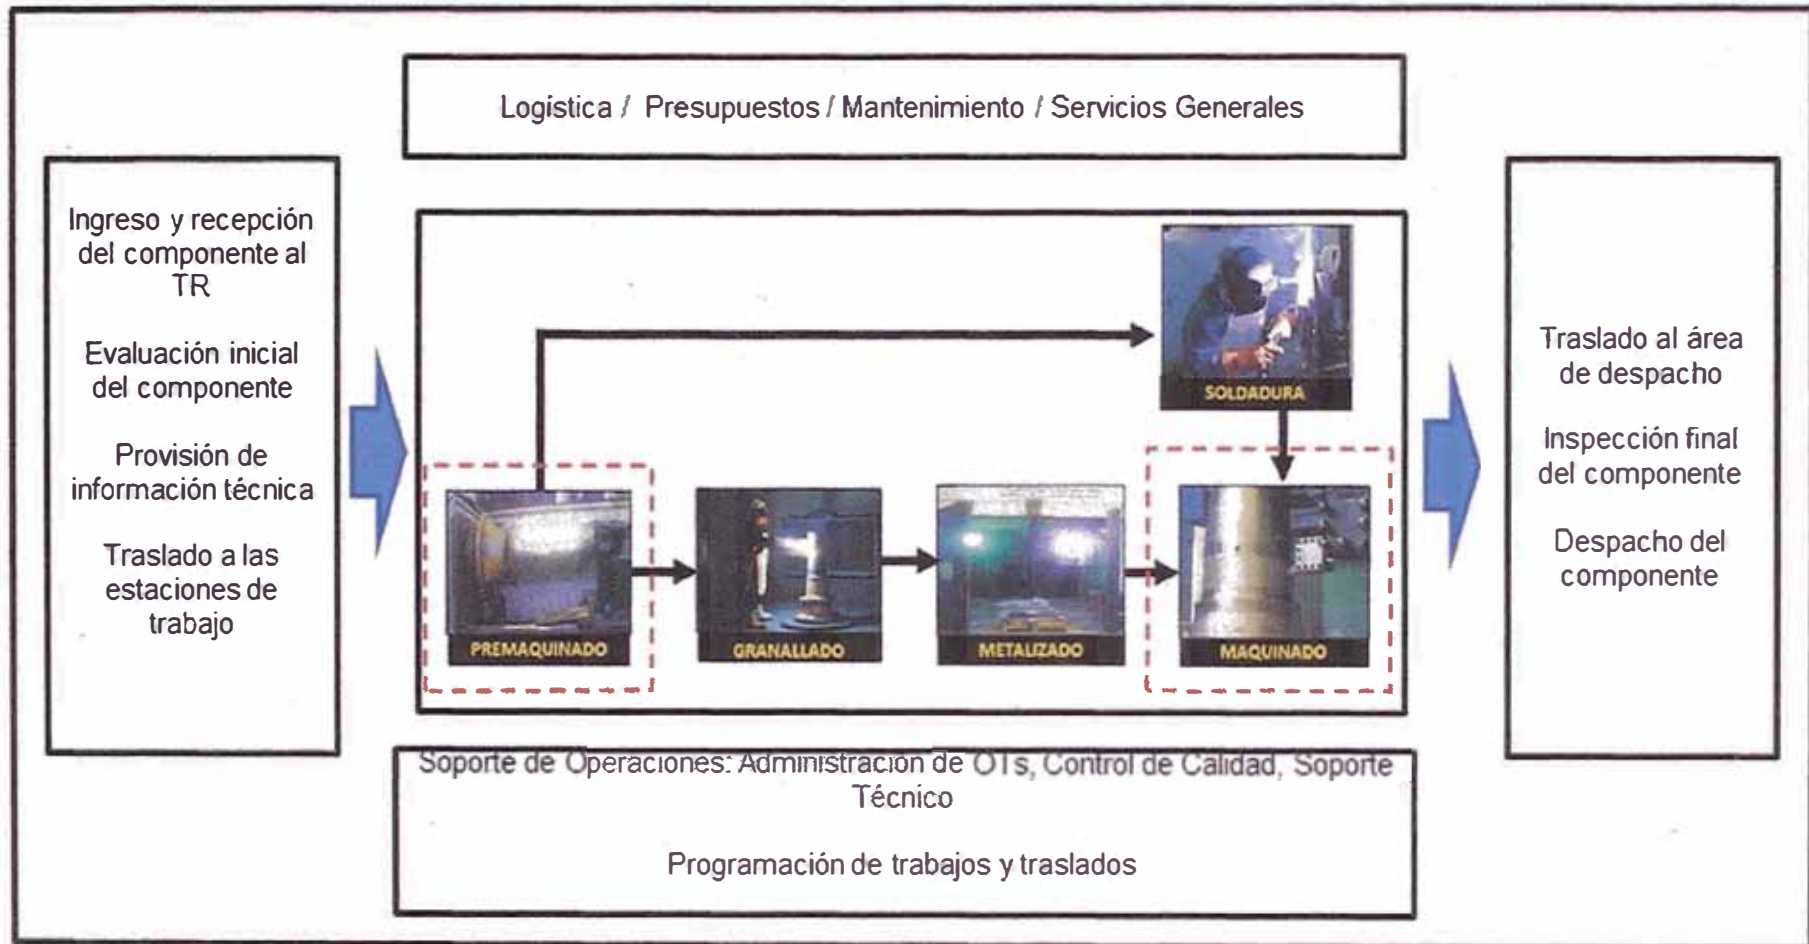 Logística / Presupuestos / Mantenimiento / Servicios Generales
Ingreso y recepción
del componente al
TR
Evaluación inicial
del componente
Provisión de
información técnica
Traslado a las
estaciones de
trabajo
SOLDADURA
PREMAQUINADO
GRANALLADO
METALIZADO
MAQUINADO
Traslado al área
de despacho
Inspección final
del componente
Despacho del
componente
Soporte de Operaciones: Administración de OTs, Control de Calidad, Soporte
Técnico
Programación de trabajos y traslados